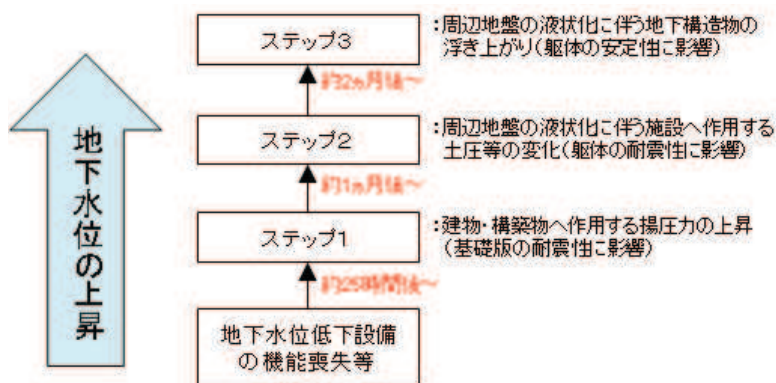 ステップ3
:周辺地盤の液状化に伴う地下構造物の
浮き上がり(躯体の安定性に影響)
約2ヵ月後~
ステップ2
:周辺地盤の液状化に伴う施設へ作用する
土圧等の変化(躯体の耐震性に影響)
約1ヵ月後~
ステップ1
:建物・構築物へ作用する揚圧力の上昇
(基礎版の耐震性に影響)
約25時間後~
地下水位低下設備
の機能喪失等
地下水位の上昇